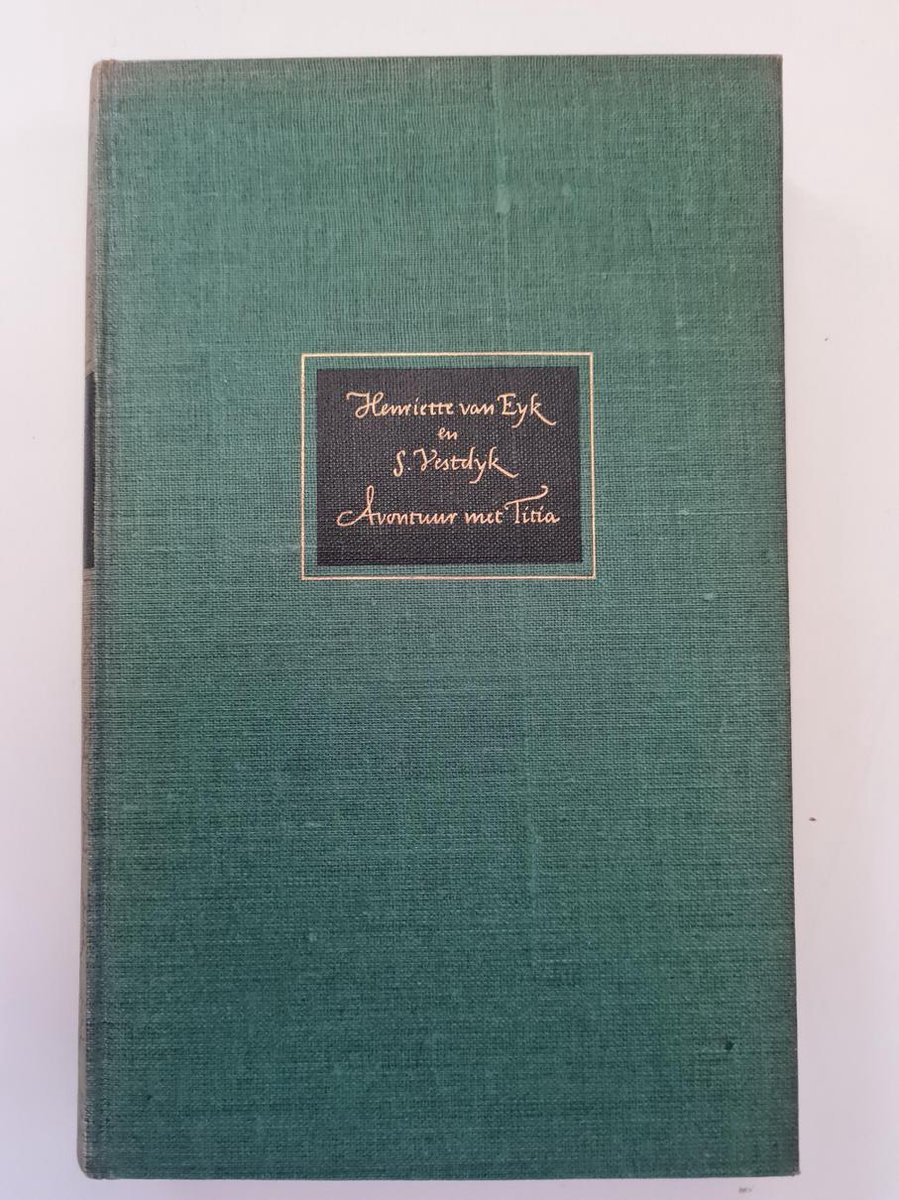 Henriette van Eyk
en
S. Vestdyk
Avontuur met Titia